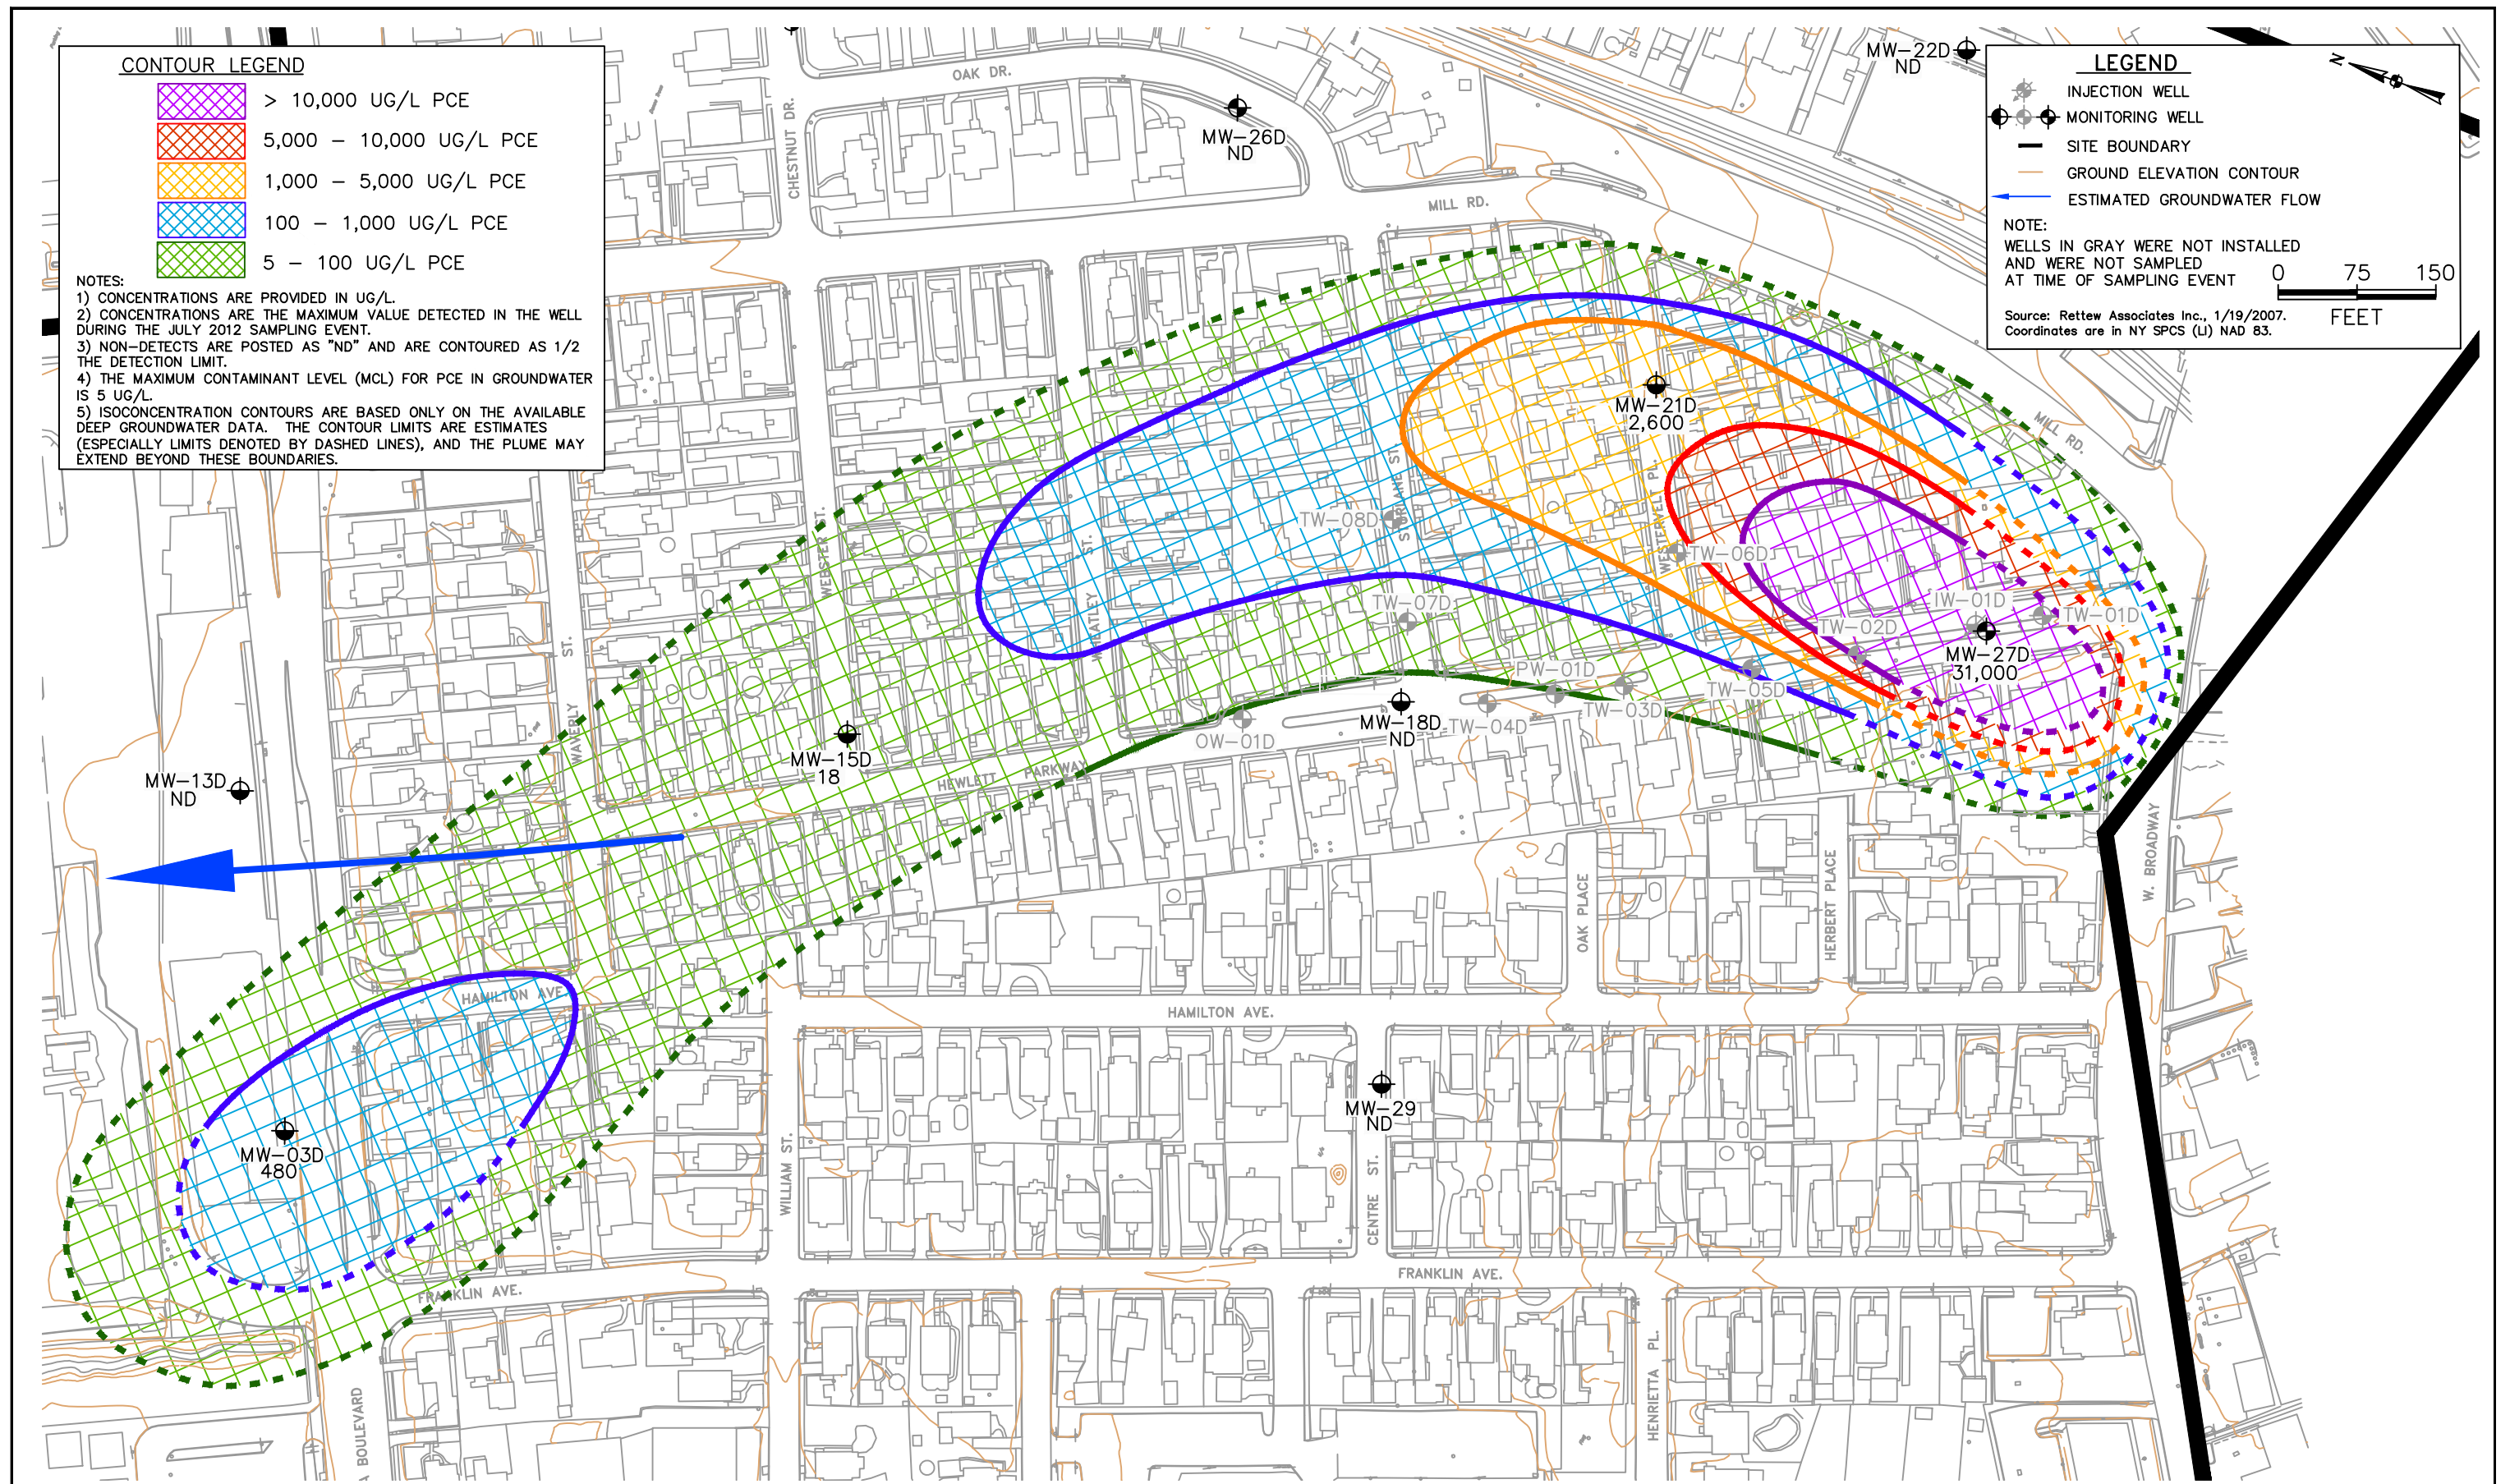 CONTOUR LEGEND
> 10,000 UG/L PCE
5,000 – 10,000 UG/L PCE
1,000 – 5,000 UG/L PCE
100 – 1,000 UG/L PCE
5 – 100 UG/L PCE
NOTES:
1) CONCENTRATIONS ARE PROVIDED IN UG/L.
2) CONCENTRATIONS ARE THE MAXIMUM VALUE DETECTED IN THE WELL
DURING THE JULY 2012 SAMPLING EVENT.
3) NON-DETECTS ARE POSTED AS "ND" AND ARE CONTOURED AS 1/2
THE DETECTION LIMIT.
4) THE MAXIMUM CONTAMINANT LEVEL (MCL) FOR PCE IN GROUNDWATER
IS 5 UG/L.
5) ISOCONCENTRATION CONTOURS ARE BASED ONLY ON THE AVAILABLE
DEEP GROUNDWATER DATA. THE CONTOUR LIMITS ARE ESTIMATES
(ESPECIALLY LIMITS DENOTED BY DASHED LINES), AND THE PLUME MAY
EXTEND BEYOND THESE BOUNDARIES.
LEGEND
N
INJECTION WELL
MONITORING WELL
SITE BOUNDARY
GROUND ELEVATION CONTOUR
ESTIMATED GROUNDWATER FLOW
NOTE:
WELLS IN GRAY WERE NOT INSTALLED
AND WERE NOT SAMPLED
AT TIME OF SAMPLING EVENT
0 75 150
FEET
Source: Rettew Associates Inc., 1/19/2007.
Coordinates are in NY SPCS (LI) NAD 83.
MW-22D
ND
OAK DR.
CHESTNUT DR.
MW-26D
ND
MILL RD.
MW-21D
2,600
MILL RD.
SURIANE ST.
WESTERVELT PL.
TW-08D
TW-06D
WEBSTER ST.
WHEATLEY ST.
TW-07D
IW-01D
TW-01D
TW-02D
MW-27D
31,000
PW-01D
TW-05D
TW-03D
MW-18D
ND
TW-04D
OW-01D
WAVERLY ST.
MW-15D
18
HEWLETT PARKWAY
MW-13D
ND
W. BROADWAY
OAK PLACE
HERBERT PLACE
HAMILTON AVE.
HAMILTON AVE.
MW-29
ND
MW-03D
480
WILLIAM ST.
CENTRE ST.
FRANKLIN AVE.
FRANKLIN AVE.
HENRIETTA PL.
A BOULEVARD